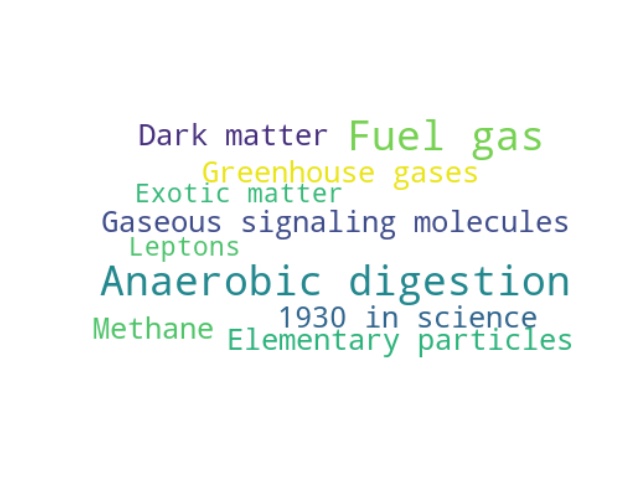 Dark matter Fuel gas
Greenhouse gases
Exotic matter
Gaseous signaling molecules
Leptons
Anaerobic digestion
1930 in science
Methane
Elementary particles